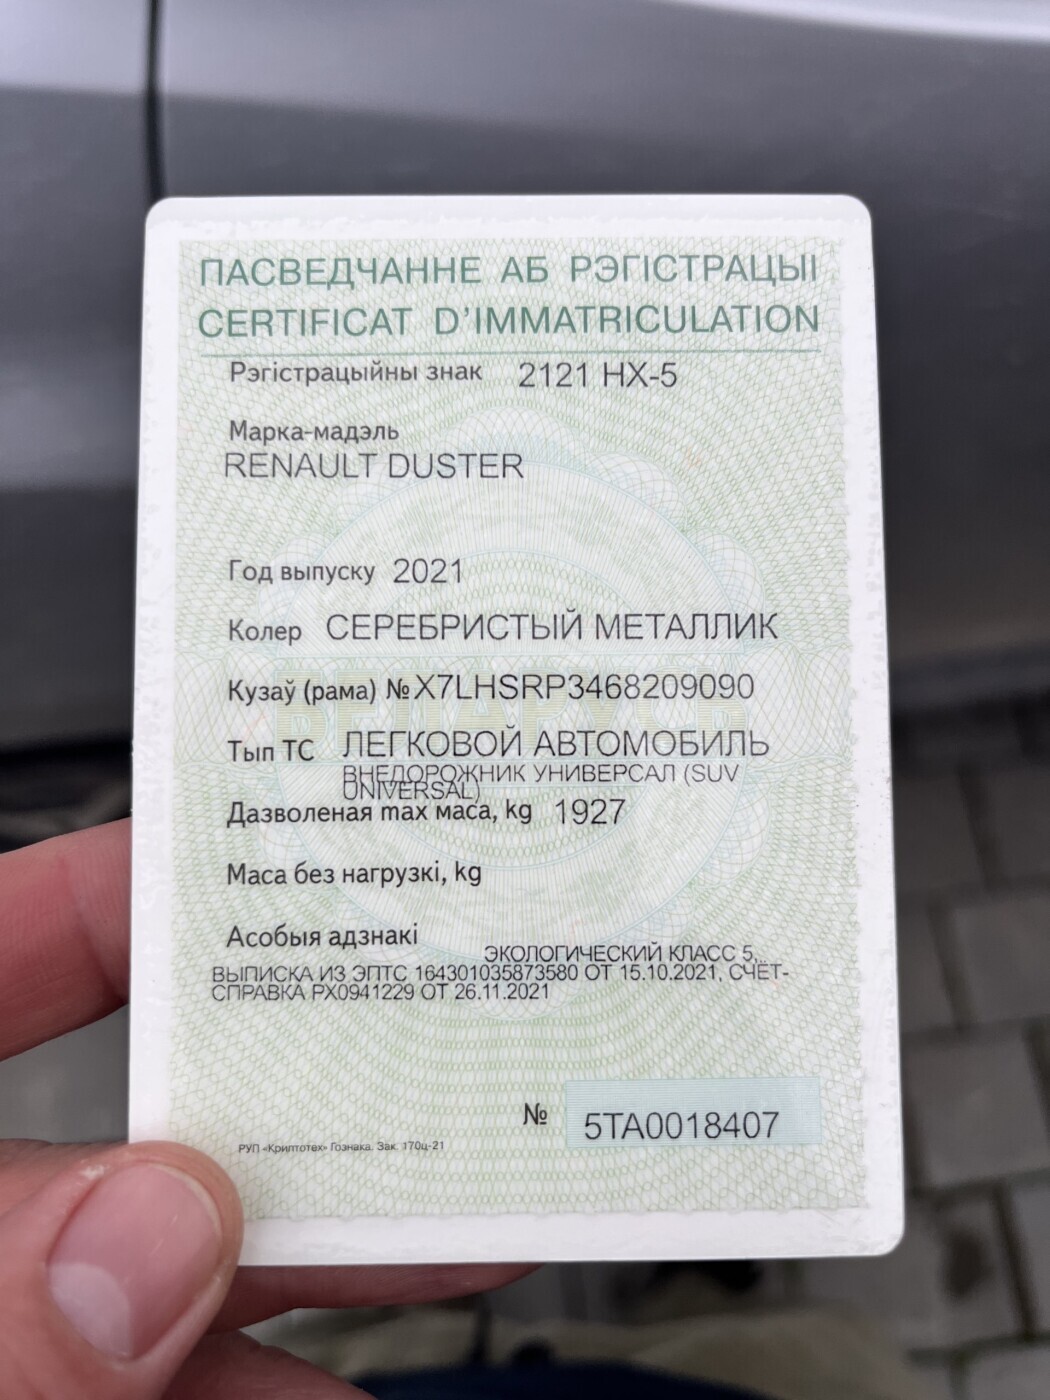 ПАСВЕДЧАННЕ АБ РЭГІСТРАЦЫІ
CERTIFICAT D'IMMATRICULATION
Рэгістрацыйны знак 2121 HX-5
Марка-мадэль
RENAULT DUSTER
Год выпуску 2021
Колер СЕРЕБРИСТЫЙ МЕТАЛЛИК
Кузаў (рама) № X7LHSRP3468209090
Тып ТС ЛЕГКОВОЙ АВТОМОБИЛЬ
ВНЕДОРОЖНИК УНИВЕРСАЛ (SUV
UNIVERSAL)
Дазволеная max маса, kg 1927
Маса без нагрузкі, kg
Асобыя адзнакі
ЭКОЛОГИЧЕСКИЙ КЛАСС 5,
ВЫПИСКА ИЗ ЭПТС 164301035873580 ОТ 15.10.2021, СЧЁТ-
СПРАВКА РХ0941229 ОТ 26.11.2021
№ 5TA0018407
РУП «Криптотех» Гознака. Зак. 170ц-21
БЕЛАРУСЬ